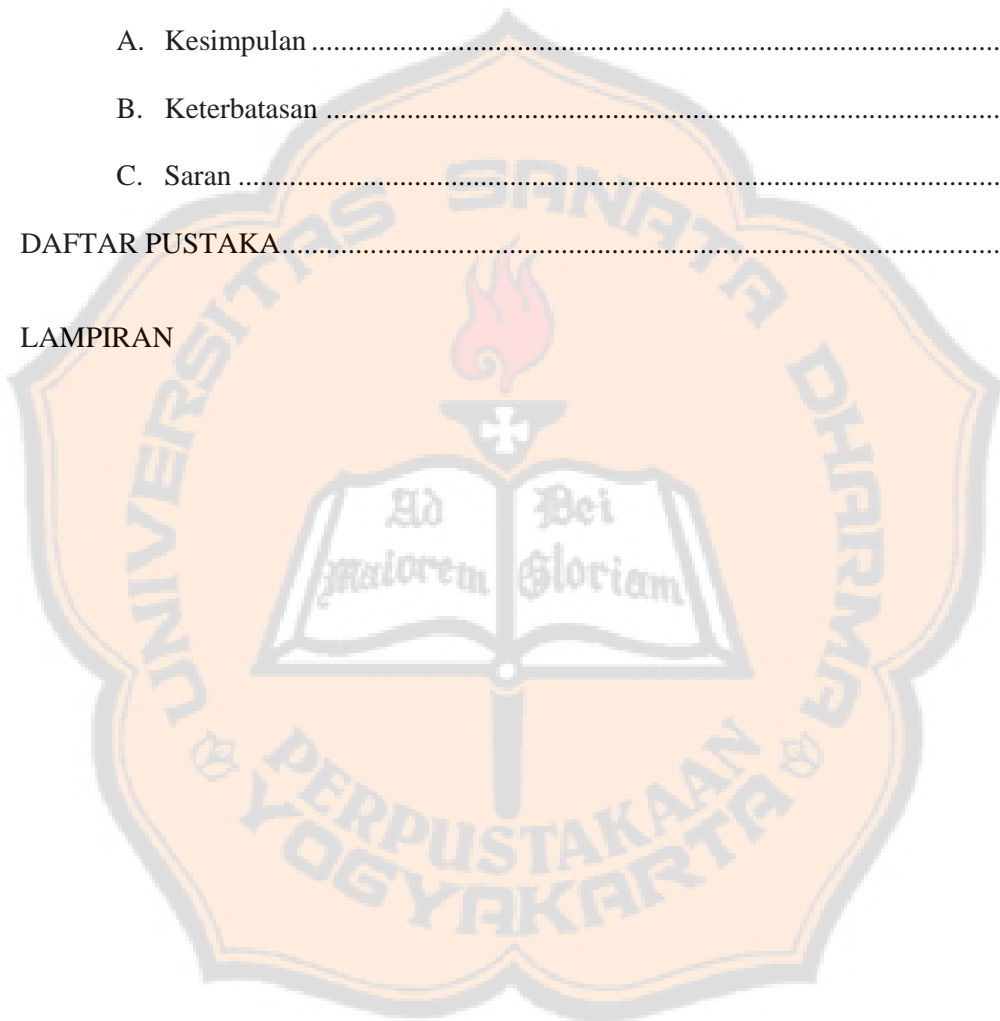 A. Kesimpulan ..........................................................................................
B. Keterbatasan ........................................................................................
C. Saran ....................................................................................................
DAFTAR PUSTAKA.................................................................................................
LAMPIRAN
UNIVERSITAS SANATA DHARMA
Ad Maiorem
Dei Gloriam
PERPUSTAKAAN
YOGYAKARTA